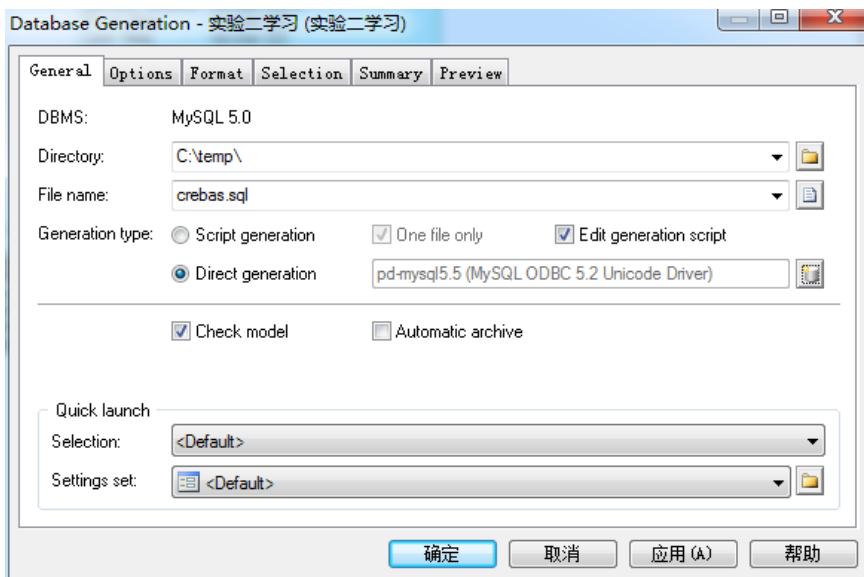 Database Generation - 实验二学习 (实验二学习)
General Options Format Selection Summary Preview
DBMS: MySQL 5.0
Directory: C:\temp\
File name: crebas.sql
Generation type: Script generation One file only Edit generation script
Direct generation pd-mysql5.5 (MySQL ODBC 5.2 Unicode Driver)
Check model Automatic archive
Quick launch
Selection: <Default>
Settings set: <Default>
确定 取消 应用(A) 帮助